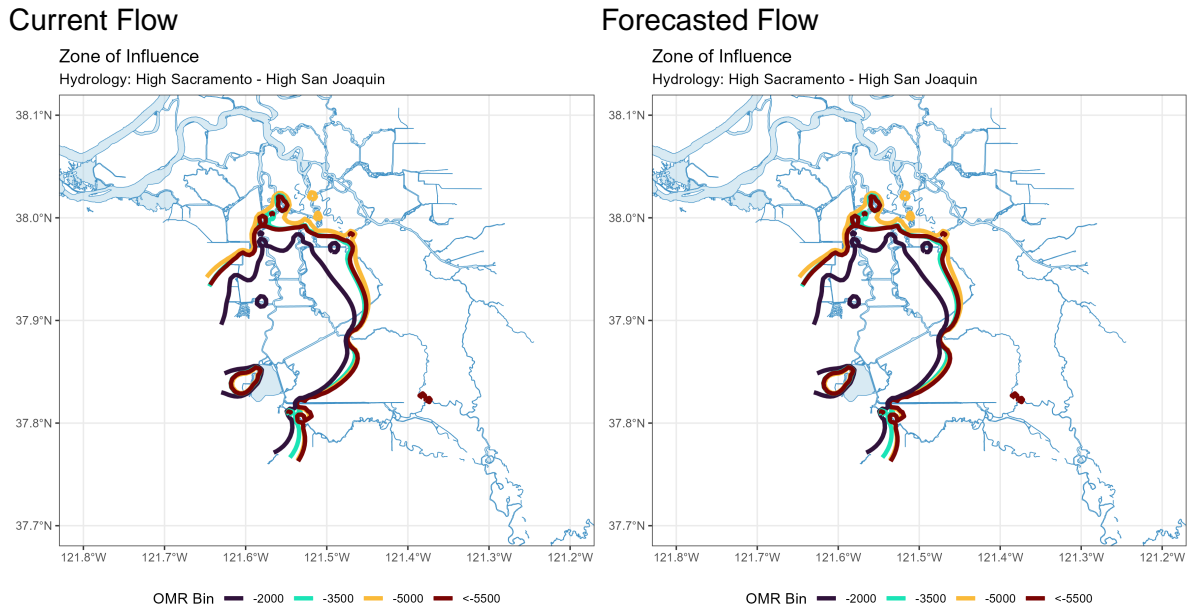 Current Flow
Zone of Influence
Hydrology: High Sacramento - High San Joaquin
38.1°N
38.0°N
37.9°N
37.8°N
37.7°N
121.8°W
121.7°W
121.6°W
121.5°W
121.4°W
121.3°W
121.2°W
OMR Bin
-2000
-3500
-5000
<-5500
Forecasted Flow
Zone of Influence
Hydrology: High Sacramento - High San Joaquin
38.1°N
38.0°N
37.9°N
37.8°N
37.7°N
121.8°W
121.7°W
121.6°W
121.5°W
121.4°W
121.3°W
121.2°W
OMR Bin
-2000
-3500
-5000
<-5500